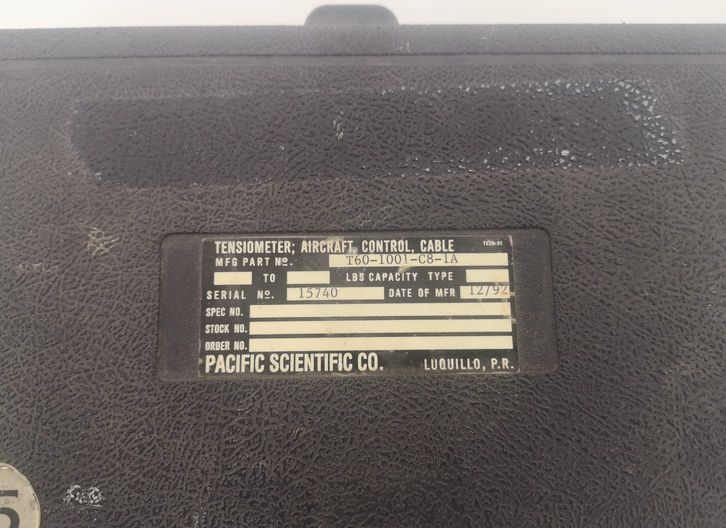 TENSIOMETER; AIRCRAFT, CONTROL, CABLE
MFG PART Nº. T60-1001-C8-1A
TO LBS CAPACITY TYPE
SERIAL Nº. 15740 DATE OF MFR 12/92
SPEC NO.
STOCK NO.
ORDER NO.
PACIFIC SCIENTIFIC CO. LUQUILLO, P.R.
5